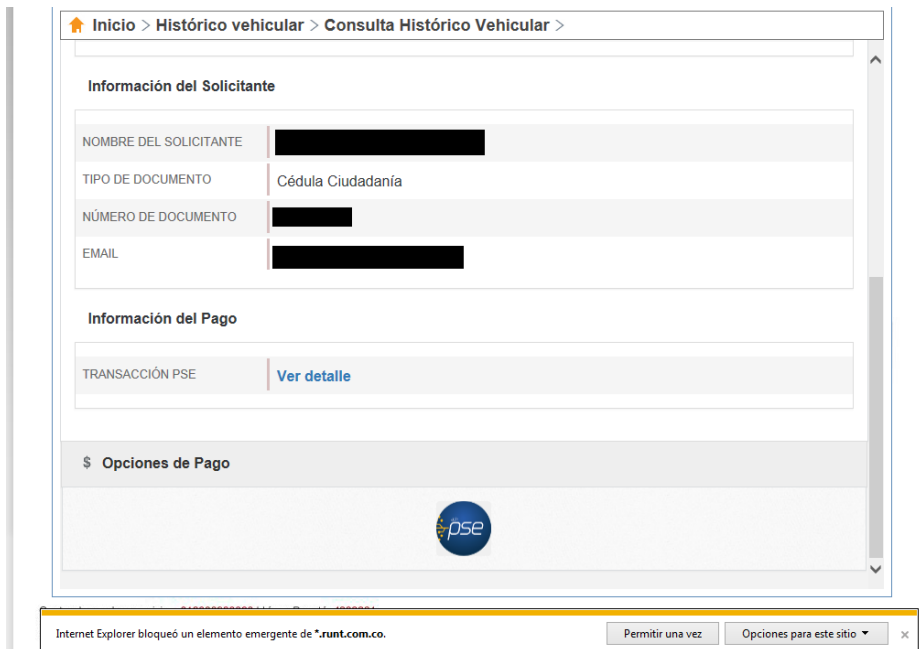 Inicio > Histórico vehicular > Consulta Histórico Vehicular >
Información del Solicitante
NOMBRE DEL SOLICITANTE
TIPO DE DOCUMENTO Cédula Ciudadanía
NÚMERO DE DOCUMENTO
EMAIL
Información del Pago
TRANSACCIÓN PSE Ver detalle
$ Opciones de Pago
pse
Internet Explorer bloqueó un elemento emergente de *.runt.com.co. Permitir una vez Opciones para este sitio